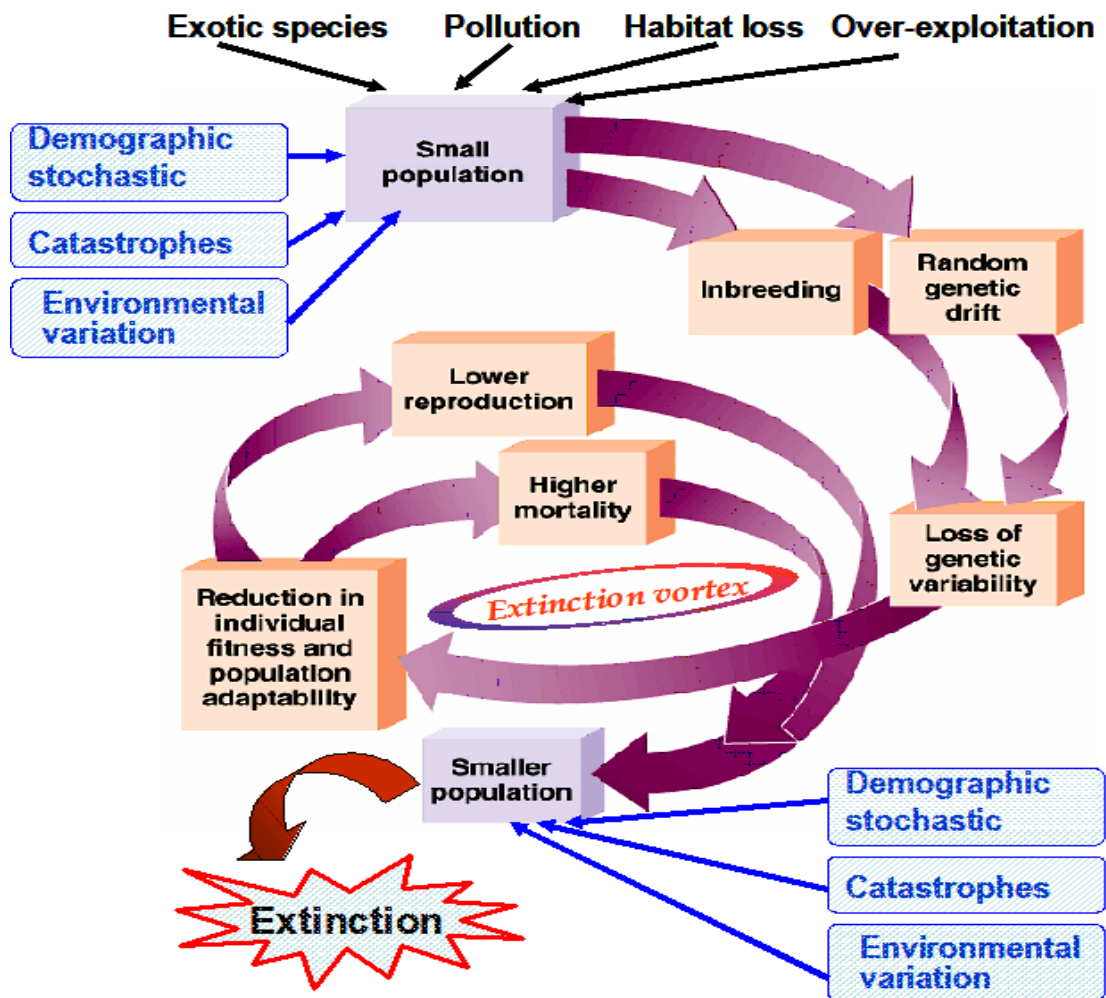 Exotic species
Pollution
Habitat loss
Over-exploitation
Demographic
stochastic
Catastrophes
Environmental
variation
Small
population
Inbreeding
Random
genetic
drift
Lower
reproduction
Higher
mortality
Loss of
genetic
variability
Extinction vortex
Reduction in
individual
fitness and
population
adaptability
Smaller
population
Extinction
Demographic
stochastic
Catastrophes
Environmental
variation